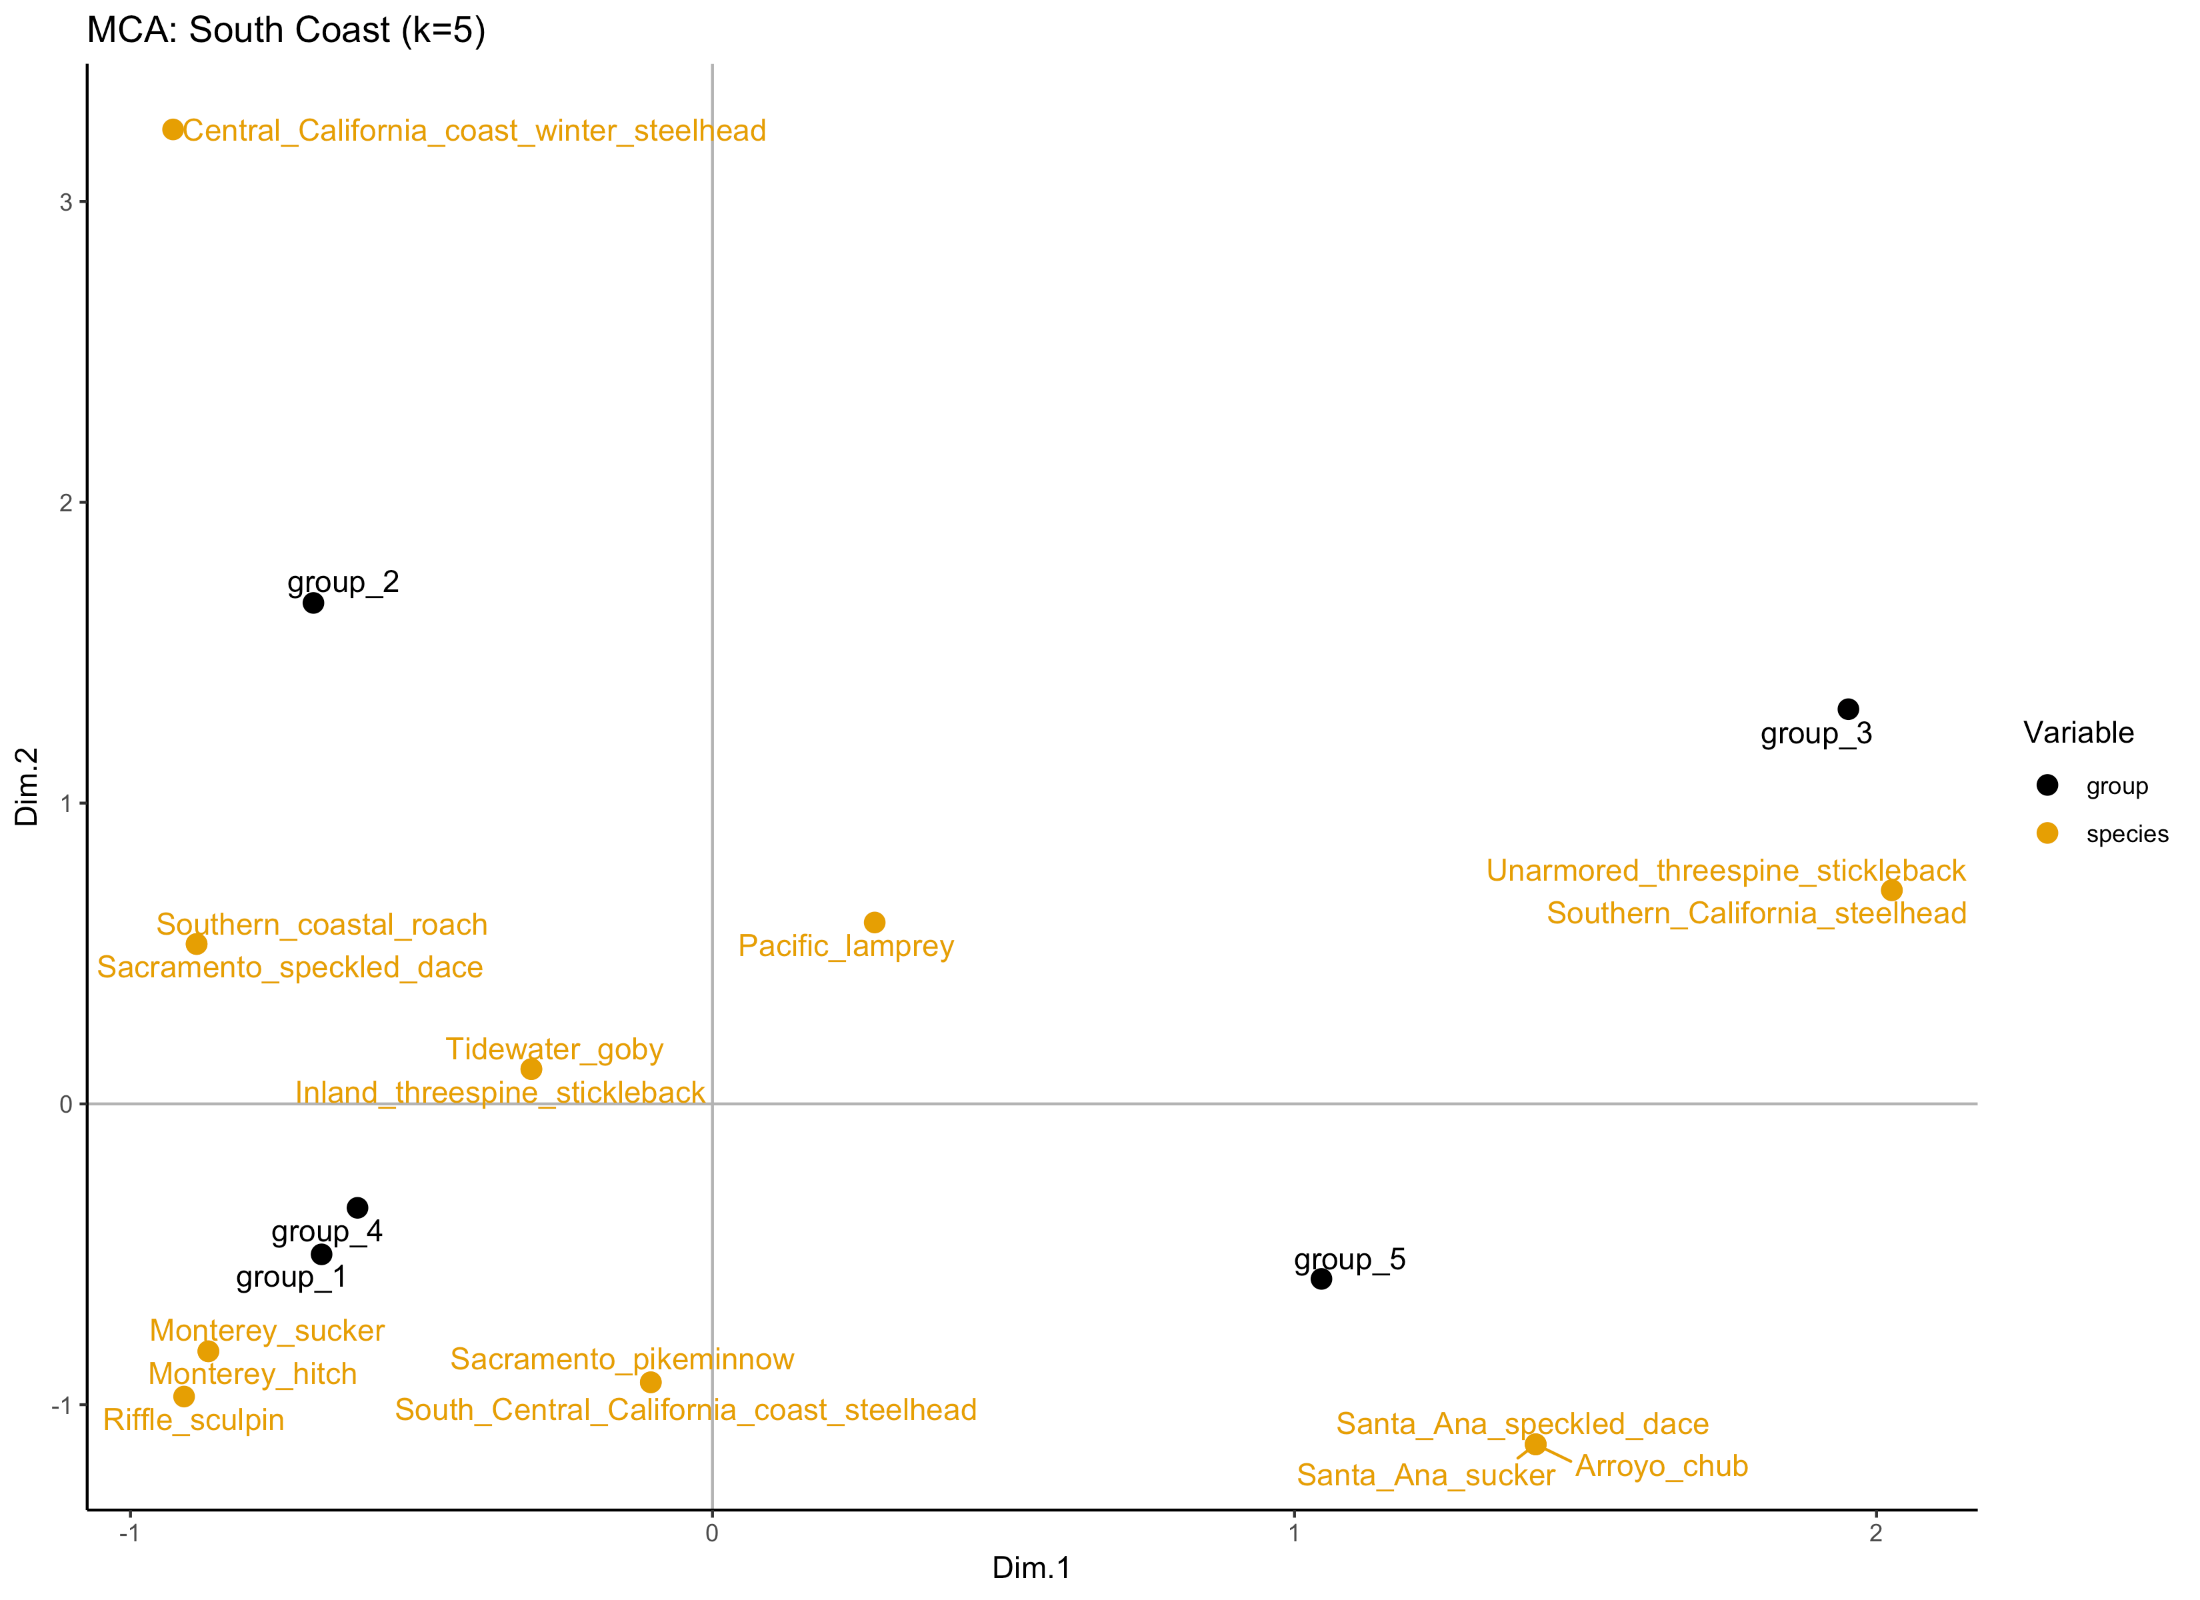 MCA: South Coast (k=5)
Central_California_coast_winter_steelhead
3
2
group_2
group_3
Variable
group
species
Dim.2
1
Unarmored_threespine_stickleback
Southern_California_steelhead
Southern_coastal_roach
Sacramento_speckled_dace
Pacific_lamprey
Tidewater_goby
Inland_threespine_stickleback
0
group_4
group_1
group_5
Monterey_sucker
Monterey_hitch
Riffle_sculpin
Sacramento_pikeminnow
South_Central_California_coast_steelhead
-1
Santa_Ana_speckled_dace
Santa_Ana_sucker
Arroyo_chub
-1
0
1
2
Dim.1